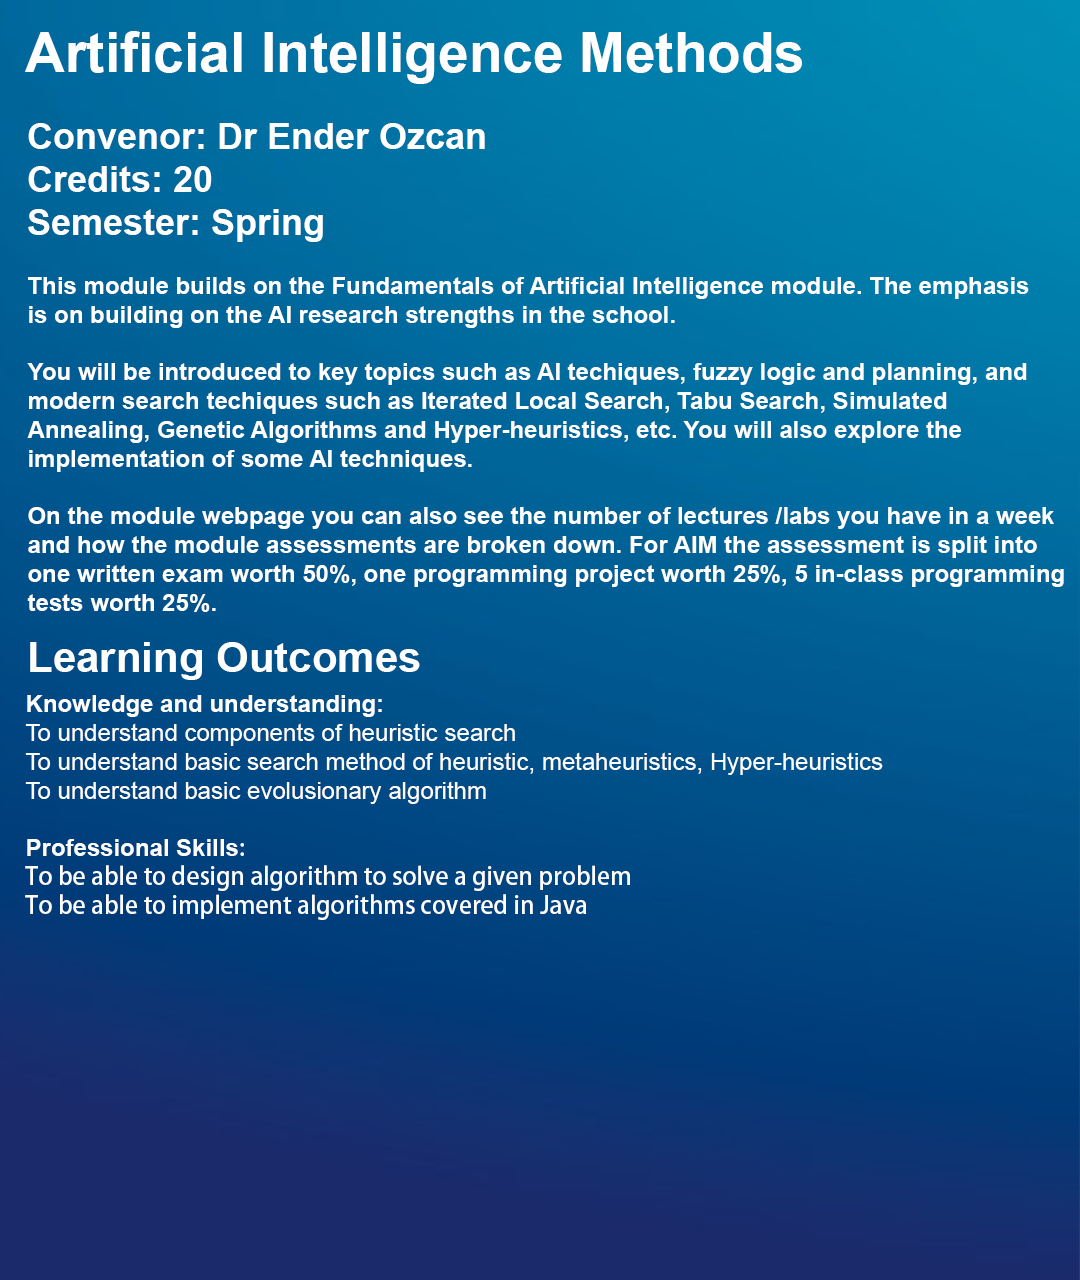 Artificial Intelligence Methods
Convenor: Dr Ender Ozcan
Credits: 20
Semester: Spring
This module builds on the Fundamentals of Artificial Intelligence module. The emphasis
is on building on the AI research strengths in the school.
You will be introduced to key topics such as AI techiques, fuzzy logic and planning, and
modern search techiques such as Iterated Local Search, Tabu Search, Simulated
Annealing, Genetic Algorithms and Hyper-heuristics, etc. You will also explore the
implementation of some AI techniques.
On the module webpage you can also see the number of lectures /labs you have in a week
and how the module assessments are broken down. For AIM the assessment is split into
one written exam worth 50%, one programming project worth 25%, 5 in-class programming
tests worth 25%.
Learning Outcomes
Knowledge and understanding:
To understand components of heuristic search
To understand basic search method of heuristic, metaheuristics, Hyper-heuristics
To understand basic evolusionary algorithm
Professional Skills:
To be able to design algorithm to solve a given problem
To be able to implement algorithms covered in Java